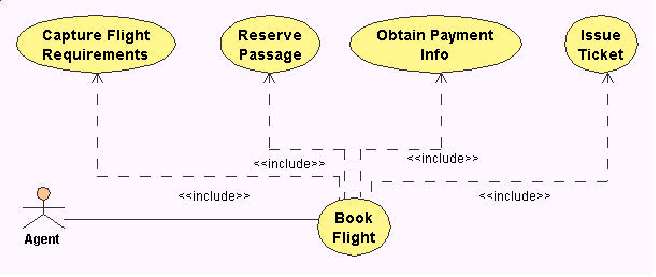 Capture Flight
Requirements
Reserve
Passage
Obtain Payment
Info
Issue
Ticket
<<include>>
<<include>>
<<include>>
<<include>>
Agent
Book
Flight